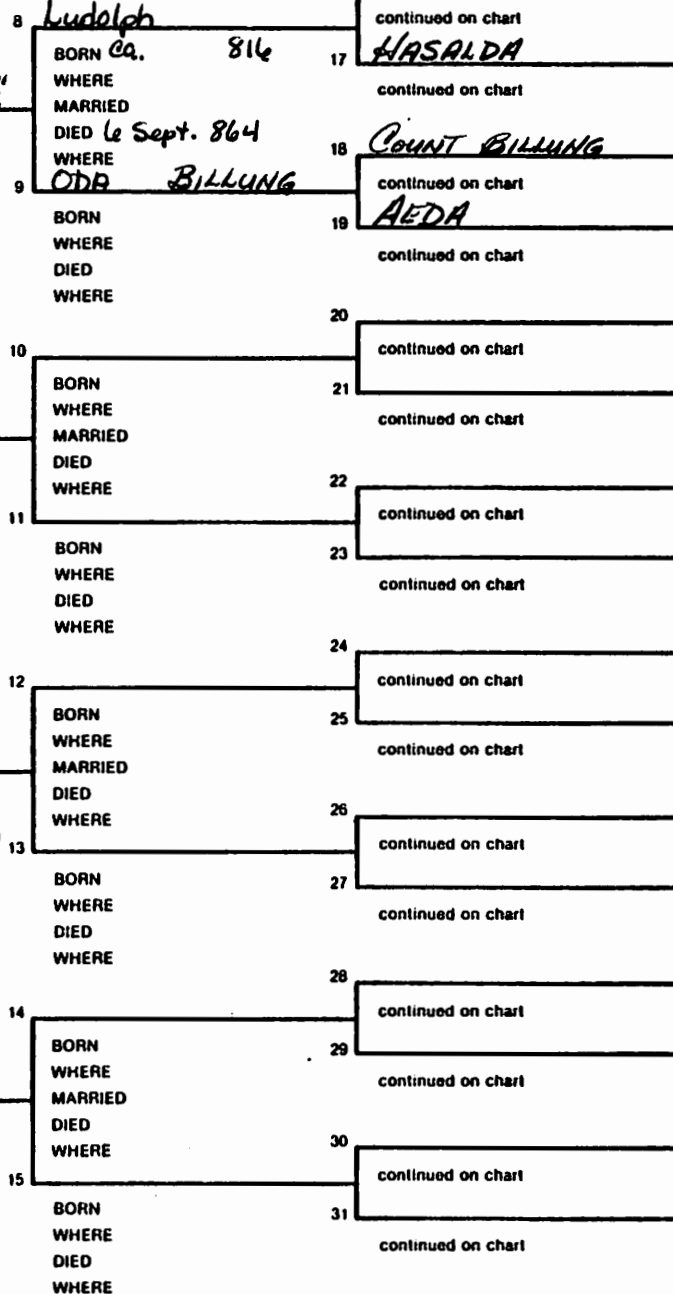 8 Ludolph
BORN Ca. 816
WHERE
MARRIED
DIED 6 Sept. 864
WHERE
9 ODA BILLUNG
BORN
WHERE
DIED
WHERE
continued on chart
17 HASALDA
continued on chart
18 COUNT BILLUNG
continued on chart
19 AEDA
continued on chart
10
BORN
WHERE
MARRIED
DIED
WHERE
11
BORN
WHERE
DIED
WHERE
20
continued on chart
21
continued on chart
22
continued on chart
23
continued on chart
12
BORN
WHERE
MARRIED
DIED
WHERE
13
BORN
WHERE
DIED
WHERE
24
continued on chart
25
continued on chart
26
continued on chart
27
continued on chart
14
BORN
WHERE
MARRIED
DIED
WHERE
15
BORN
WHERE
DIED
WHERE
28
continued on chart
29
continued on chart
30
continued on chart
31
continued on chart